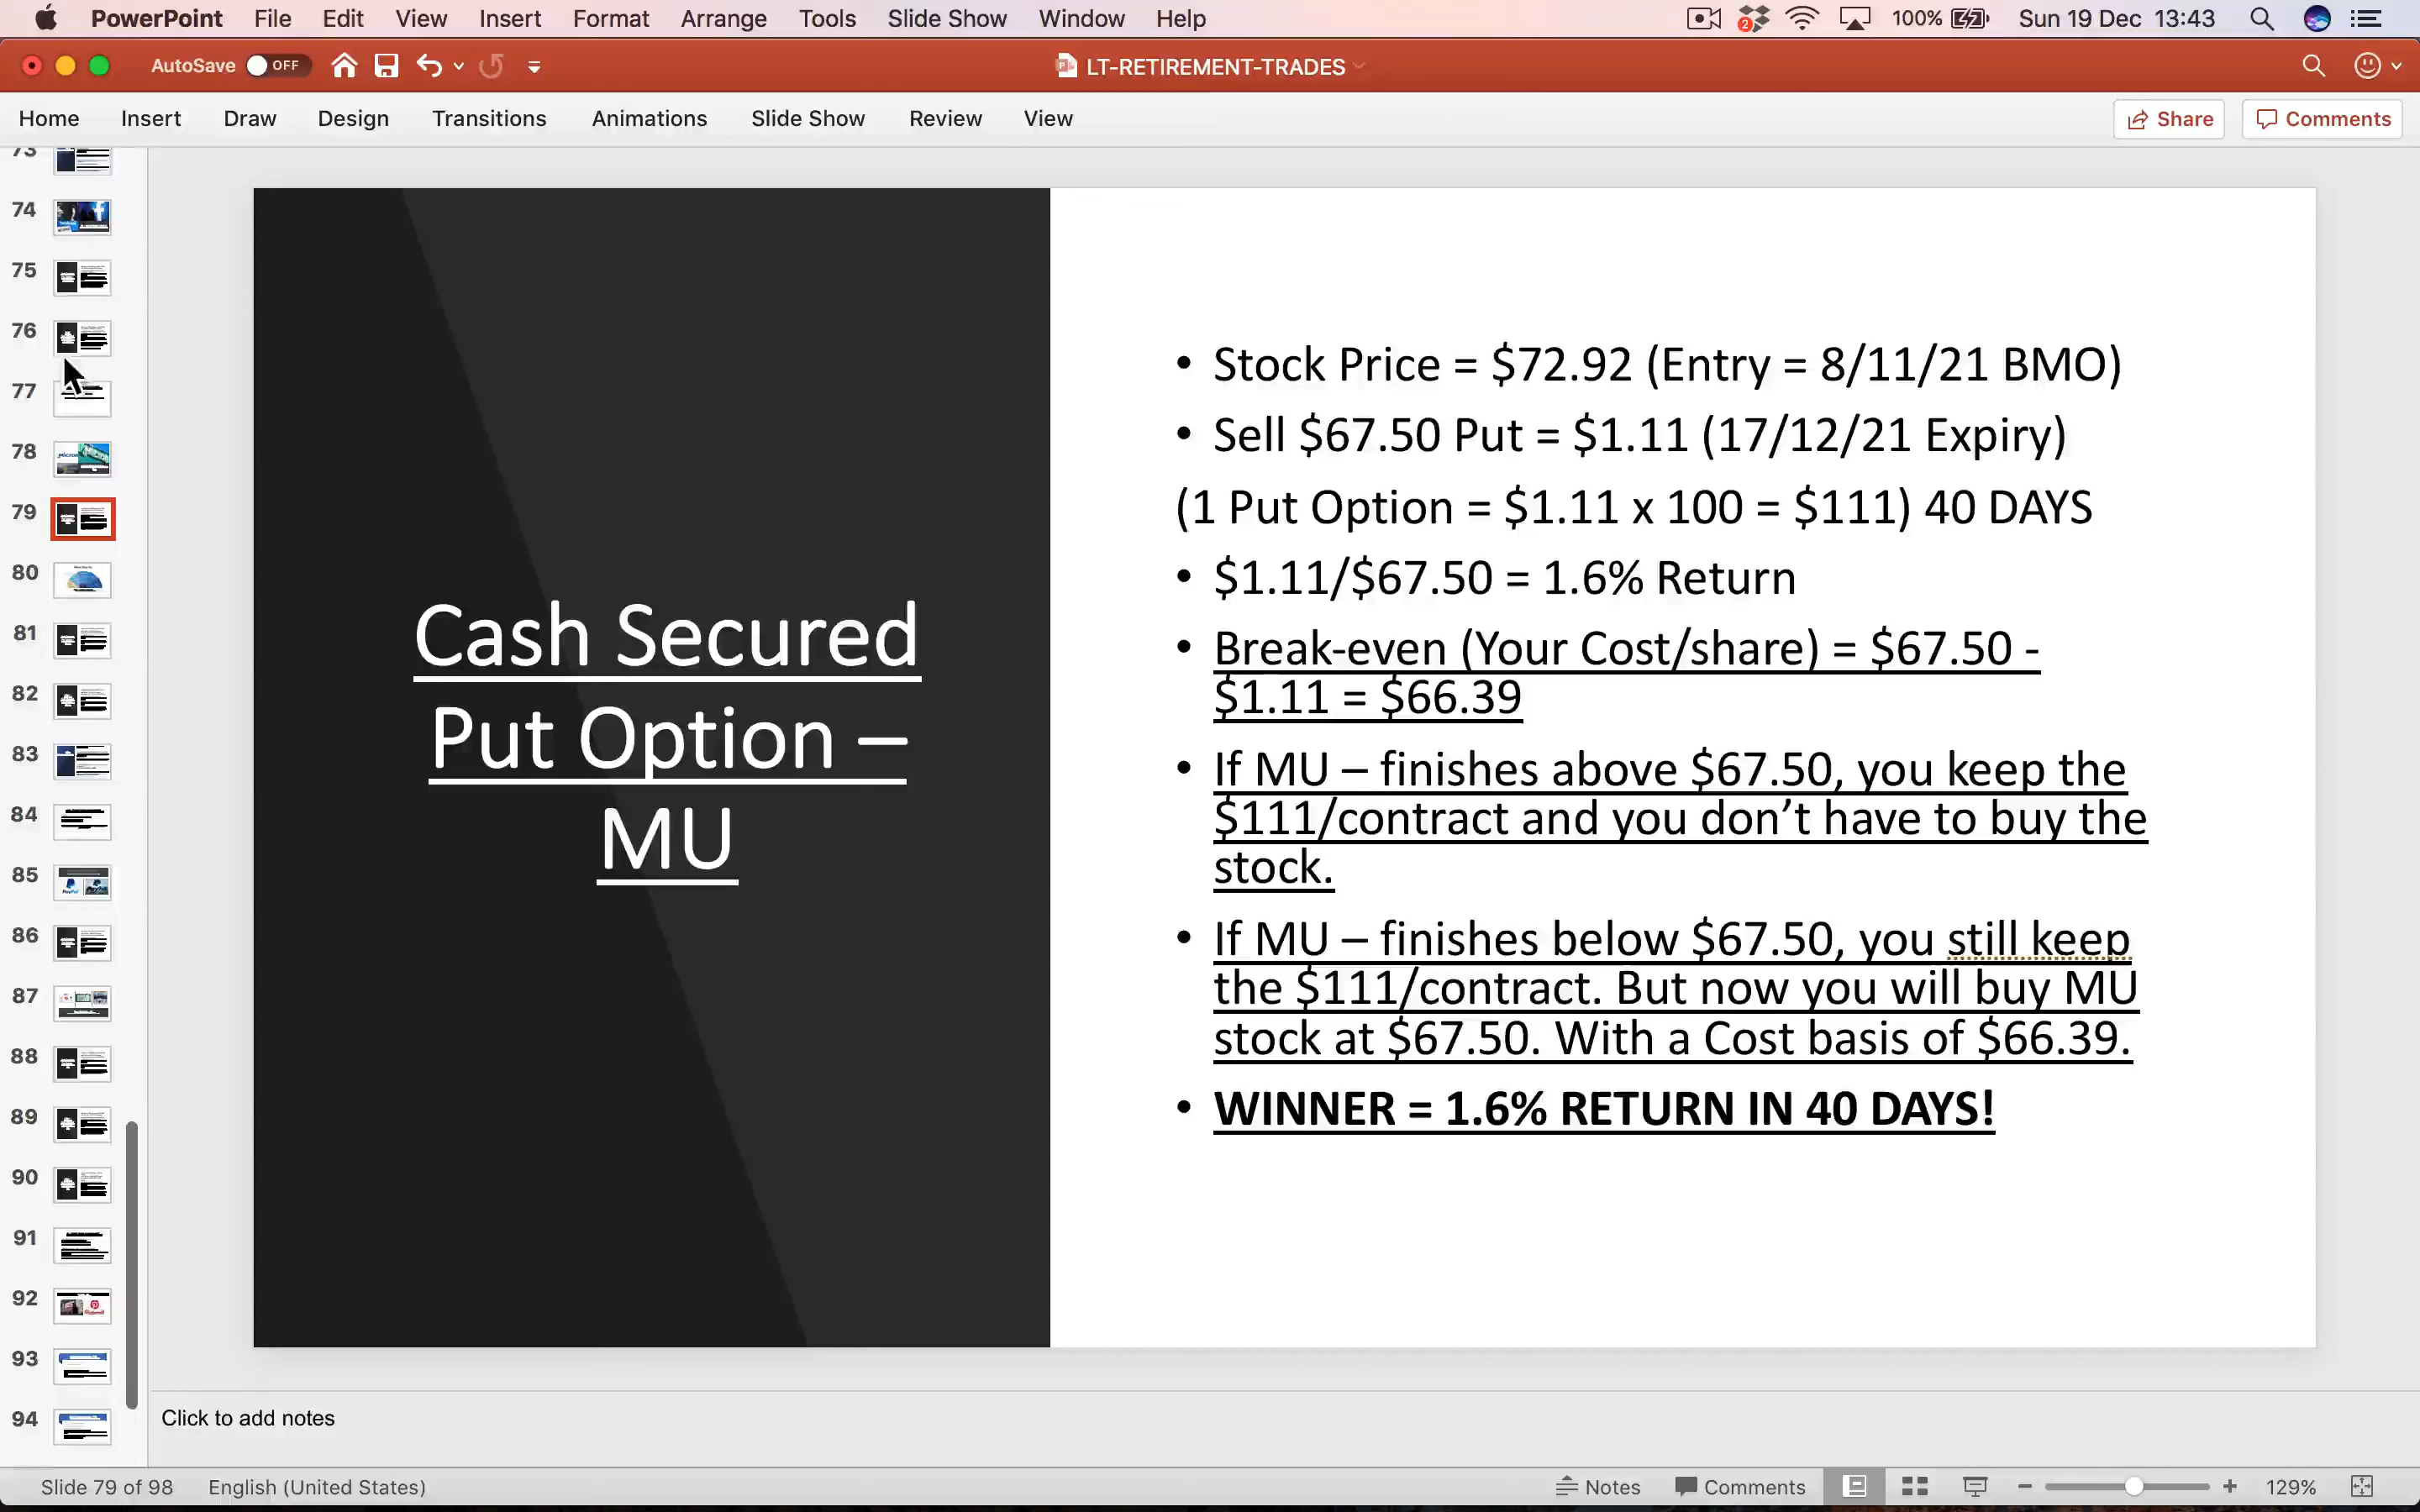 PowerPoint File Edit View Insert Format Arrange Tools Slide Show Window Help 2 100% Sun 19 Dec 13:43
AutoSave OFF LT-RETIREMENT-TRADES
Home Insert Draw Design Transitions Animations Slide Show Review View Share Comments
73
74
75
76
77
78
79
80
81
82
83
84
85
86
87
88
89
90
91
92
93
94
Cash Secured
Put Option –
MU
• Stock Price = $72.92 (Entry = 8/11/21 BMO)
• Sell $67.50 Put = $1.11 (17/12/21 Expiry)
(1 Put Option = $1.11 x 100 = $111) 40 DAYS
• $1.11/$67.50 = 1.6% Return
• Break-even (Your Cost/share) = $67.50 -
$1.11 = $66.39
• If MU – finishes above $67.50, you keep the
$111/contract and you don’t have to buy the
stock.
• If MU – finishes below $67.50, you still keep
the $111/contract. But now you will buy MU
stock at $67.50. With a Cost basis of $66.39.
• WINNER = 1.6% RETURN IN 40 DAYS!
Click to add notes
Slide 79 of 98 English (United States) Notes Comments 129%